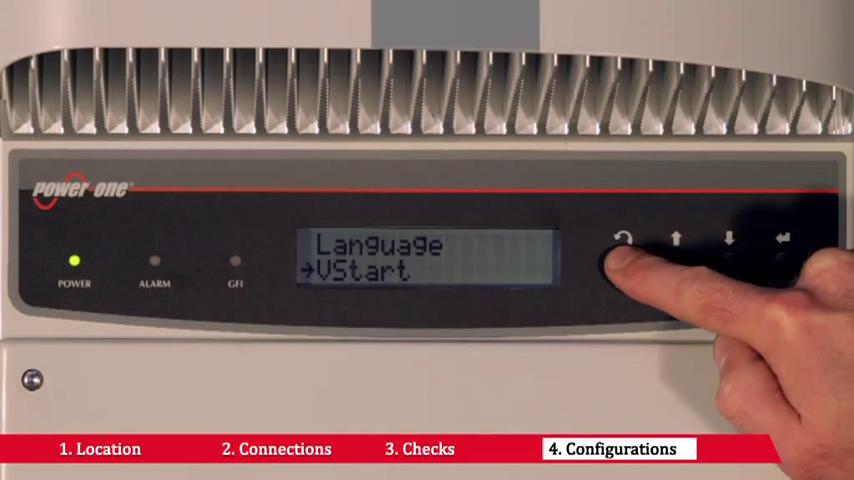 power-one®
Language
→VStart
POWER
ALARM
GFI
1. Location
2. Connections
3. Checks
4. Configurations